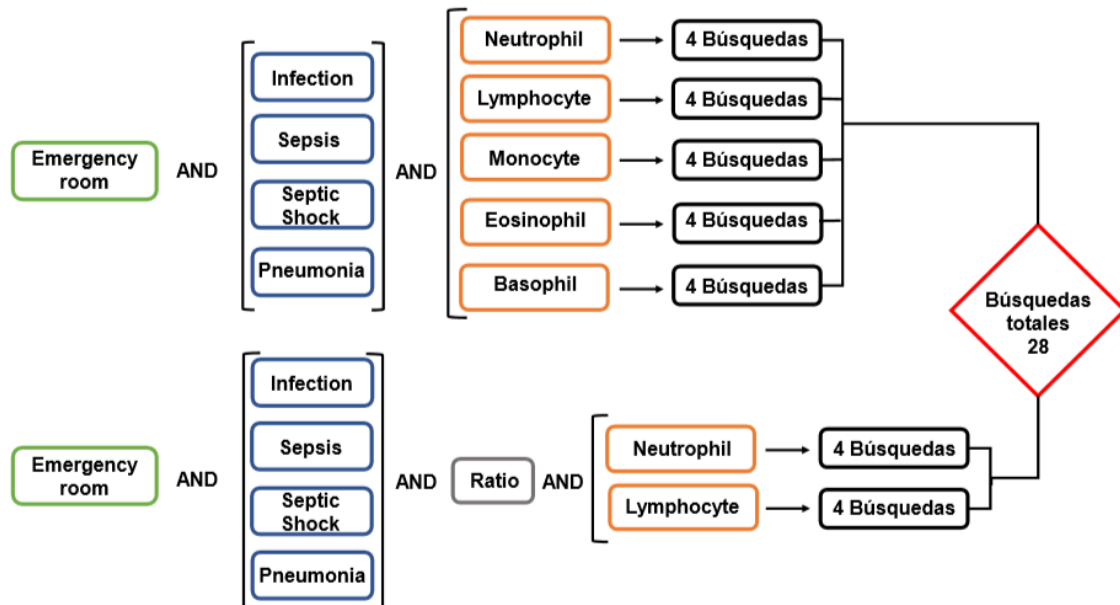 Emergency
room
AND
Infection
Sepsis
Septic
Shock
Pneumonia
AND
Neutrophil
4 Búsquedas
Lymphocyte
4 Búsquedas
Monocyte
4 Búsquedas
Eosinophil
4 Búsquedas
Basophil
4 Búsquedas
Búsquedas
totales
28
Emergency
room
AND
Infection
Sepsis
Septic
Shock
Pneumonia
AND
Ratio
AND
Neutrophil
4 Búsquedas
Lymphocyte
4 Búsquedas